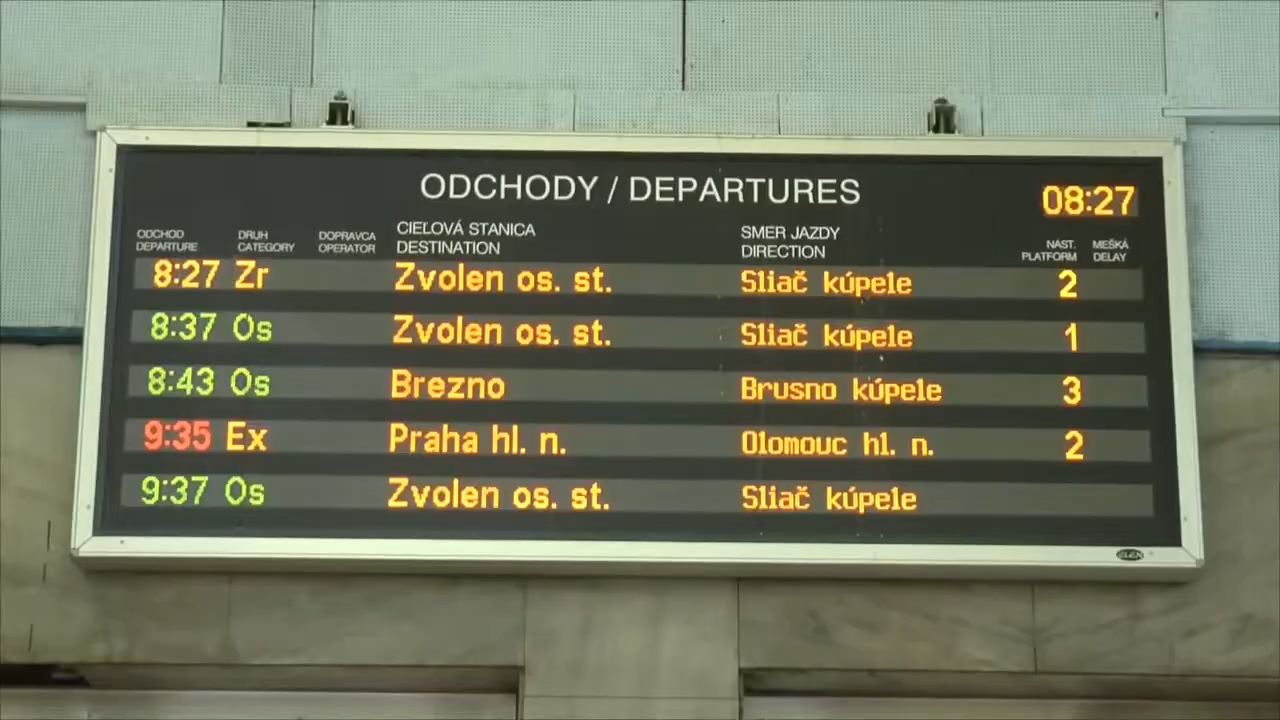 ODCHODY / DEPARTURES 08:27
ODCHOD DRUH DOPRAVCA CIEĽOVÁ STANICA SMER JAZDY NÁST. MEŠKÁ
DEPARTURE CATEGORY OPERATOR DESTINATION DIRECTION PLATFORM DELAY
8:27 Zr Zvolen os. st. Sliač kúpele 2
8:37 Os Zvolen os. st. Sliač kúpele 1
8:43 Os Brezno Brusno kúpele 3
9:35 Ex Praha hl. n. Olomouc hl. n. 2
9:37 Os Zvolen os. st. Sliač kúpele
ELEN